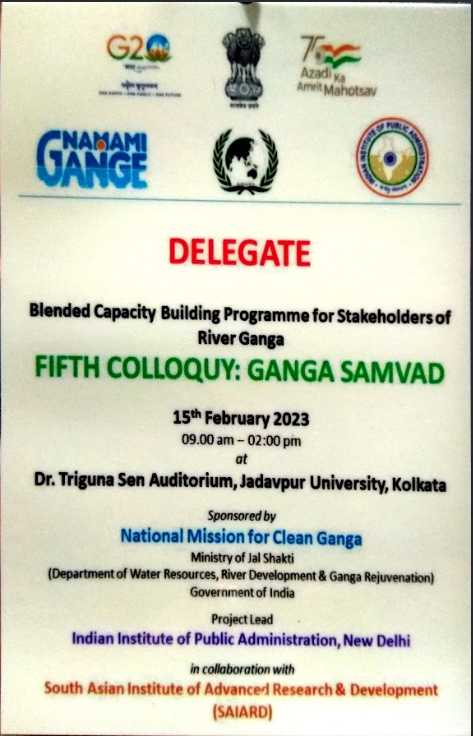 G20
ONE EARTH • ONE FAMILY • ONE FUTURE
75
Azadi Ka
Amrit Mahotsav
सत्यमेव जयते
NAMAMI
GANGE
INDIAN INSTITUTE OF PUBLIC ADMINISTRATION
DELEGATE
Blended Capacity Building Programme for Stakeholders of
River Ganga
FIFTH COLLOQUY: GANGA SAMVAD
15th February 2023
09.00 am – 02:00 pm
at
Dr. Triguna Sen Auditorium, Jadavpur University, Kolkata
Sponsored by
National Mission for Clean Ganga
Ministry of Jal Shakti
(Department of Water Resources, River Development & Ganga Rejuvenation)
Government of India
Project Lead
Indian Institute of Public Administration, New Delhi
in collaboration with
South Asian Institute of Advanced Research & Development
(SAIARD)